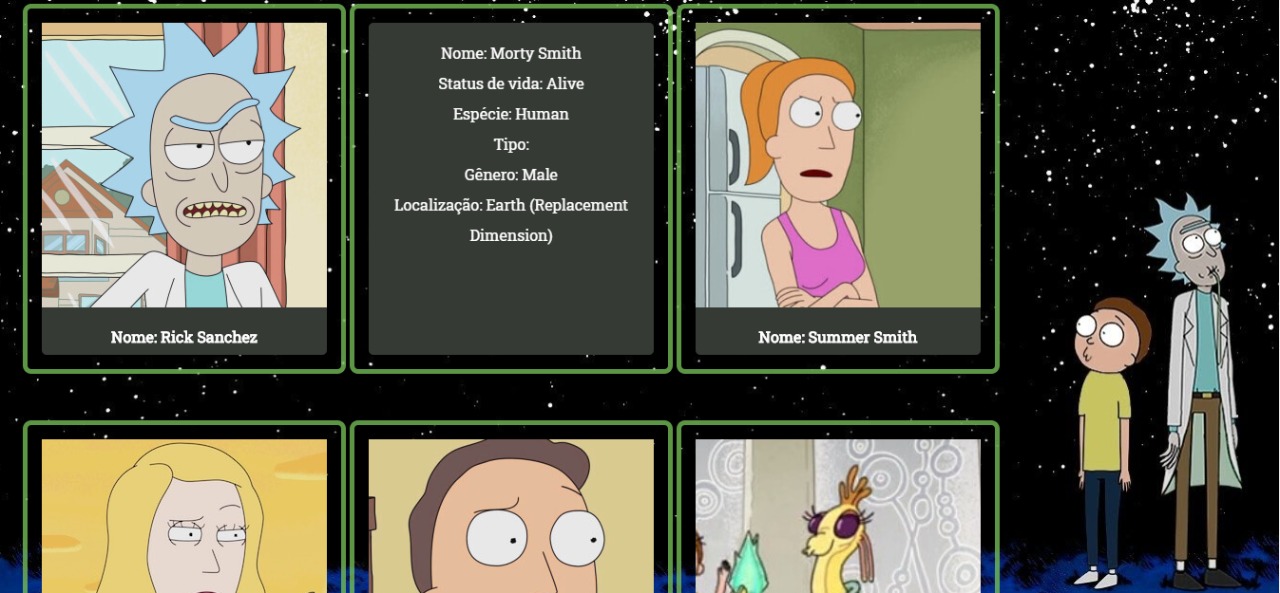 Nome: Morty Smith
Status de vida: Alive
Espécie: Human
Tipo:
Gênero: Male
Localização: Earth (Replacement
Dimension)
Nome: Rick Sanchez
Nome: Summer Smith